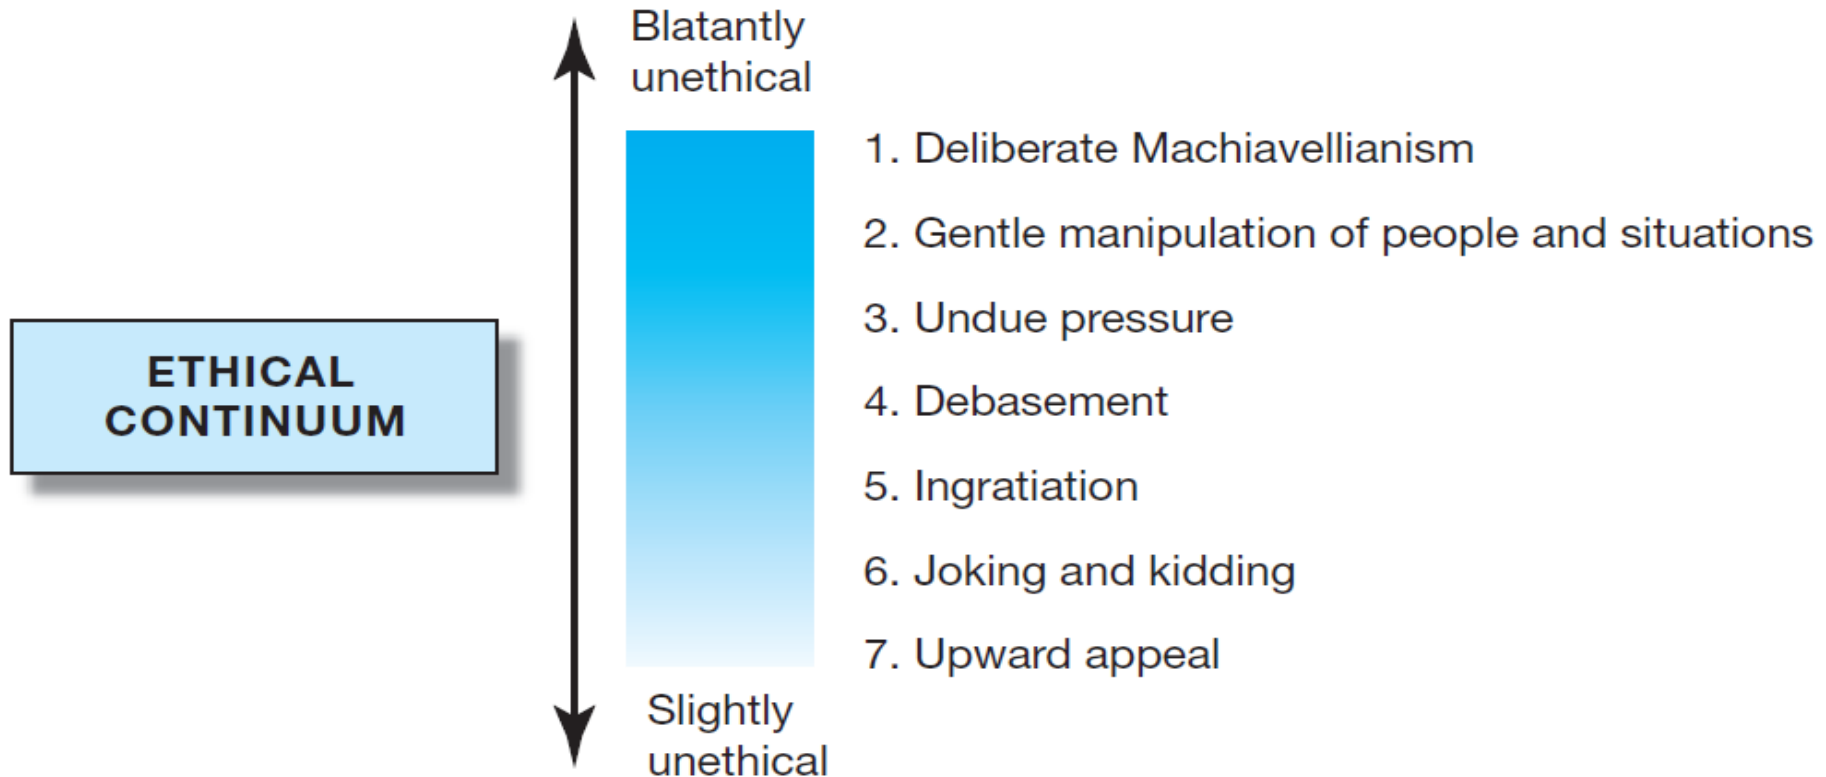 Blatantly
unethical
1. Deliberate Machiavellianism
2. Gentle manipulation of people and situations
3. Undue pressure
ETHICAL
CONTINUUM
4. Debasement
5. Ingratiation
6. Joking and kidding
7. Upward appeal
Slightly
unethical